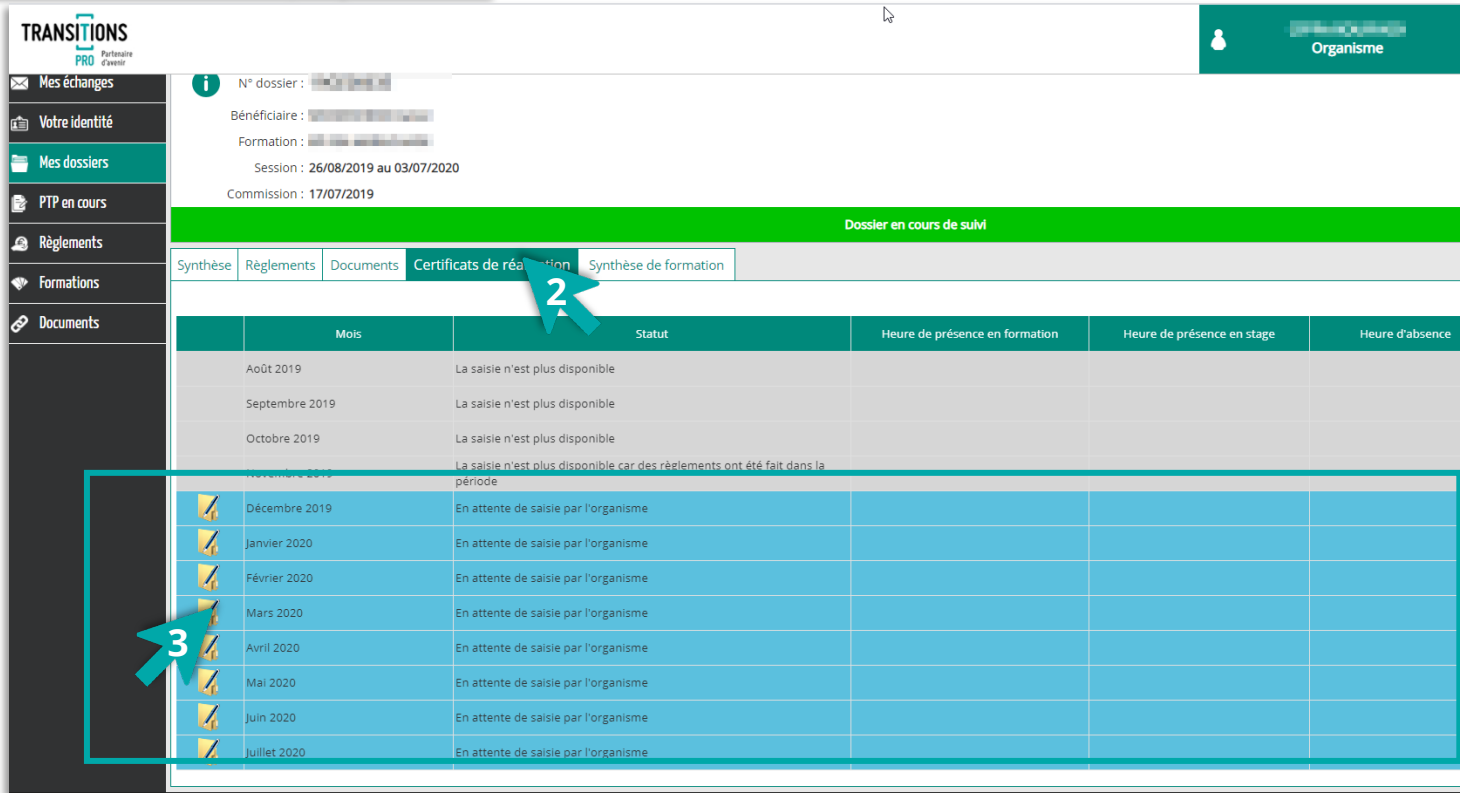 TRANSITIONS
PRO Partenaire d'avenir
Organisme
Mes échanges
Votre identité
Mes dossiers
PTP en cours
Règlements
Formations
Documents
N° dossier :
Bénéficiaire :
Formation :
Session : 26/08/2019 au 03/07/2020
Commission : 17/07/2019
Dossier en cours de suivi
Synthèse Règlements Documents Certificats de réalisation Synthèse de formation
2
Mois Statut Heure de présence en formation Heure de présence en stage Heure d'absence
Août 2019 La saisie n'est plus disponible
Septembre 2019 La saisie n'est plus disponible
Octobre 2019 La saisie n'est plus disponible
Novembre 2019 La saisie n'est plus disponible car des règlements ont été fait dans la
période
Décembre 2019 En attente de saisie par l'organisme
Janvier 2020 En attente de saisie par l'organisme
Février 2020 En attente de saisie par l'organisme
Mars 2020 En attente de saisie par l'organisme
3
Avril 2020 En attente de saisie par l'organisme
Mai 2020 En attente de saisie par l'organisme
Juin 2020 En attente de saisie par l'organisme
Juillet 2020 En attente de saisie par l'organisme